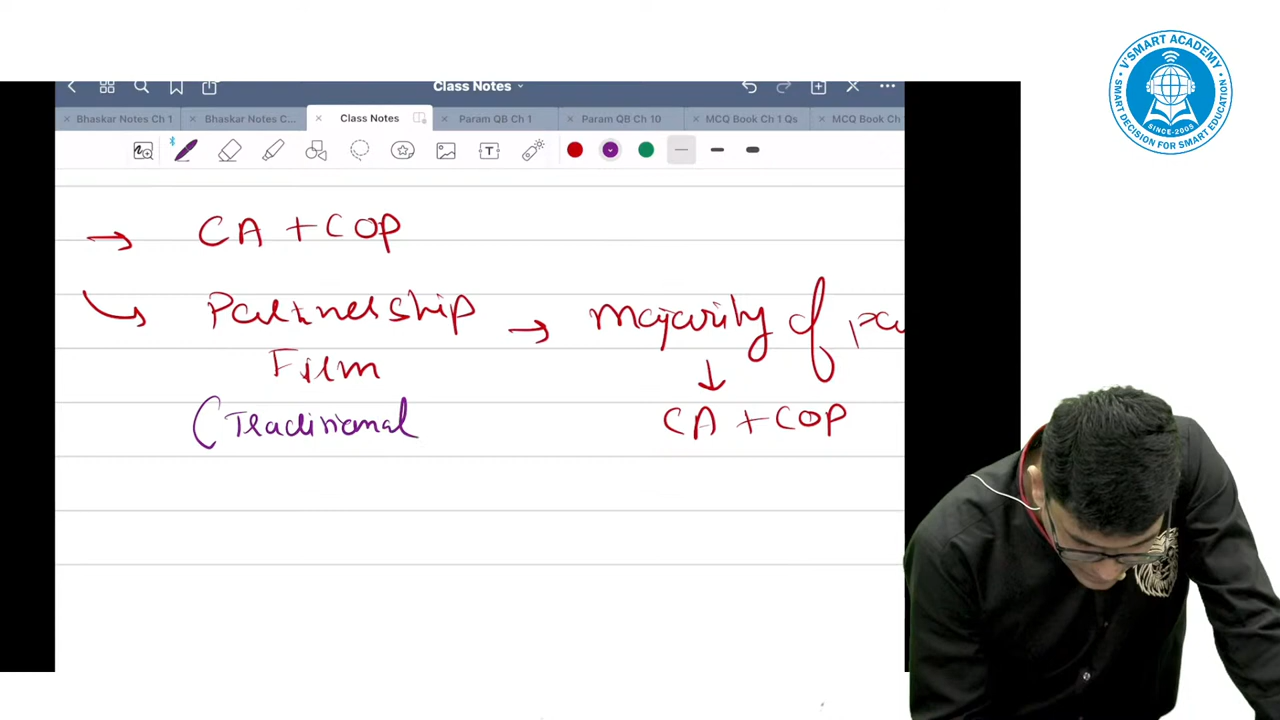 V'SMART ACADEMY
SINCE-2005
SMART DECISION FOR SMART EDUCATION
Class Notes
Bhaskar Notes Ch 1
Bhaskar Notes C...
Class Notes
Param QB Ch 1
Param QB Ch 10
MCQ Book Ch 1 Qs
MCQ Book Ch
→ CA + COP
Partnership → majority of pa
Firm ↓
(Traditional CA + COP